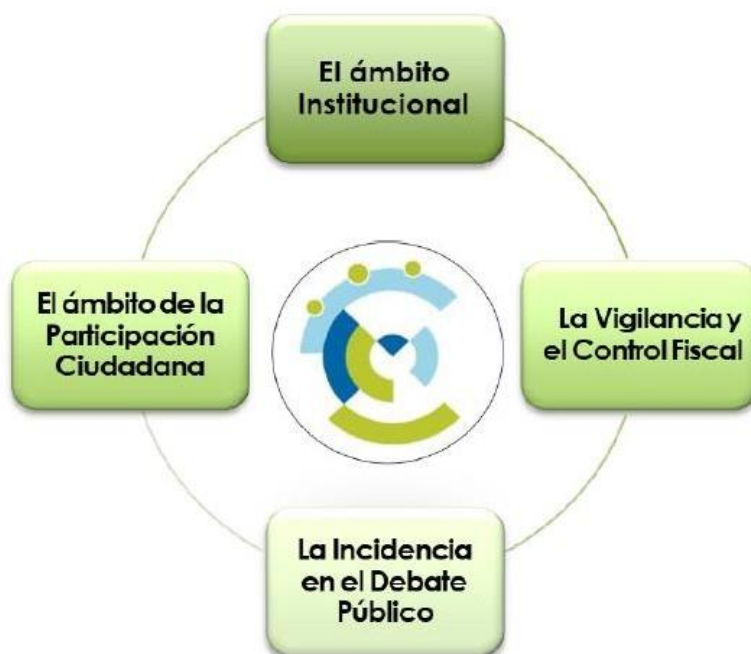 El ámbito
Institucional
La Vigilancia y
el Control Fiscal
La Incidencia
en el Debate
Público
El ámbito de la
Participación
Ciudadana